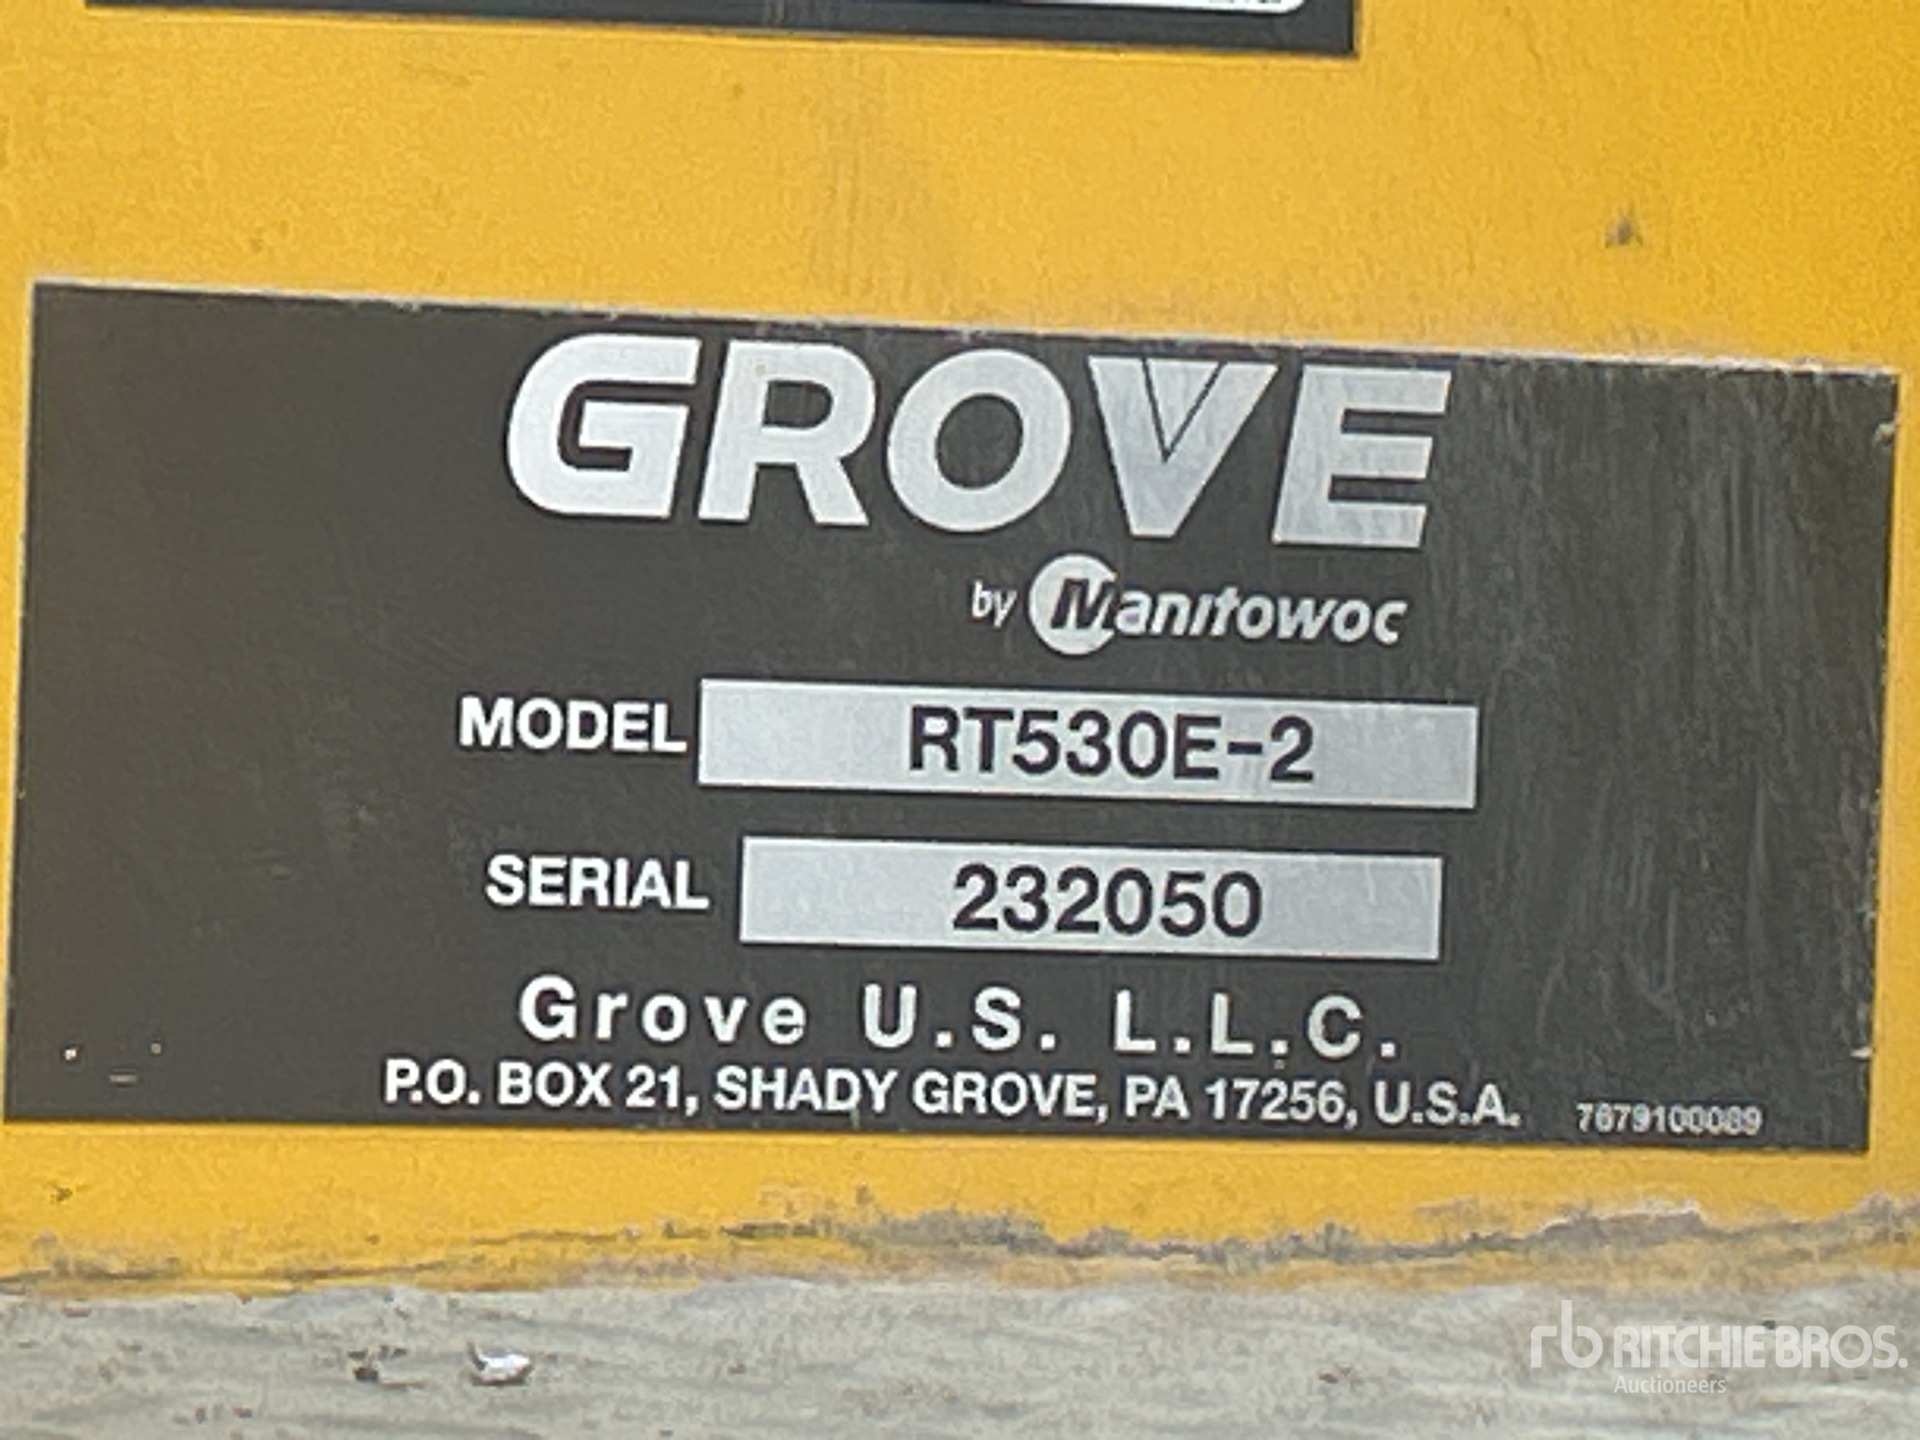 GROVE
by Manitowoc
MODEL RT530E-2
SERIAL 232050
Grove U.S. L.L.C.
P.O. BOX 21, SHADY GROVE, PA 17256, U.S.A. 7679100089
rb RITCHIE BROS.
Auctioneers